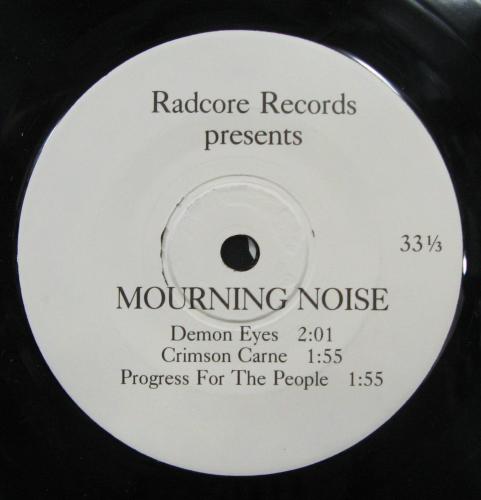 Radcore Records
presents
33⅓
MOURNING NOISE
Demon Eyes 2:01
Crimson Carne 1:55
Progress For The People 1:55